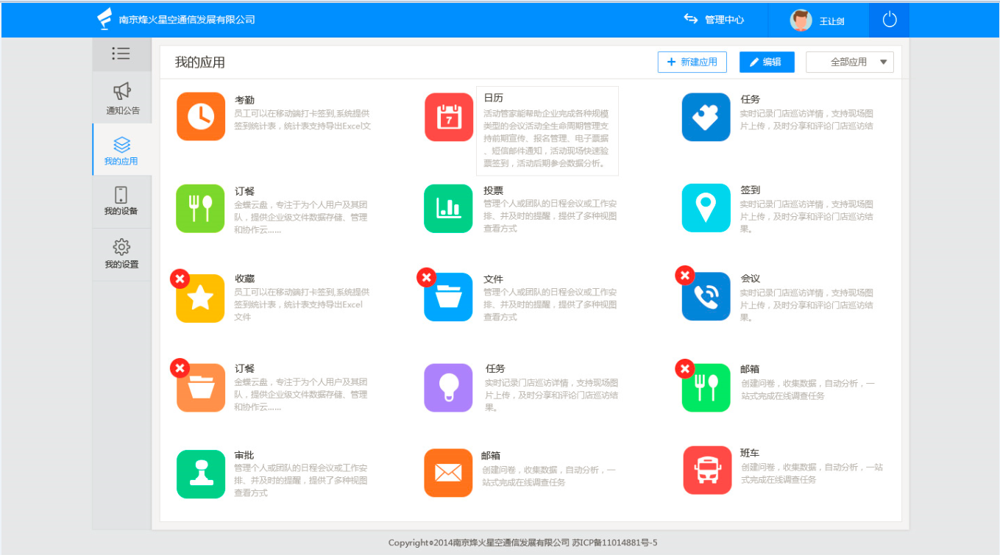 南京烽火星空通信发展有限公司
管理中心
王让剑
通知公告
我的应用
我的设备
我的设置
我的应用
新建应用
编辑
全部应用
考勤
员工可以在移动端打卡签到,系统提供
签到统计表，统计表支持导出Excel文
日历
7
活动管家能帮助企业完成各种规模
类型的会议活动全生命周期管理支
持前期宣传、报名管理、电子票据
、短信邮件通知，活动现场快速验
票签到，活动后期参会数据分析。
任务
实时记录门店巡访详情，支持现场图
片上传，及时分享和评论门店巡访结
订餐
金蝶云盘，专注于为个人用户及其团
队，提供企业级文件数据存储、管理
和协作云......
投票
管理个人或团队的日程会议或工作安
排、并及时的提醒，提供了多种视图
查看方式
签到
实时记录门店巡访详情，支持现场图
片上传，及时分享和评论门店巡访结
果。
收藏
员工可以在移动端打卡签到,系统提供
签到统计表，统计表支持导出Excel
文件
文件
管理个人或团队的日程会议或工作安
排、并及时的提醒，提供了多种视图
查看方式
会议
实时记录门店巡访详情，支持现场图
片上传，及时分享和评论门店巡访结
果。
订餐
金蝶云盘，专注于为个人用户及其团
队，提供企业级文件数据存储、管理
和协作云......
任务
实时记录门店巡访详情，支持现场图
片上传，及时分享和评论门店巡访结
果。
邮箱
创建问卷，收集数据，自动分析，一
站式完成在线调查任务
审批
管理个人或团队的日程会议或工作安
排、并及时的提醒，提供了多种视图
查看方式
邮箱
创建问卷，收集数据，自动分析，一
站式完成在线调查任务
班车
创建问卷，收集数据，自动分析，一站
式完成在线调查任务
Copyright©2014南京烽火星空通信发展有限公司 苏ICP备11014881号-5